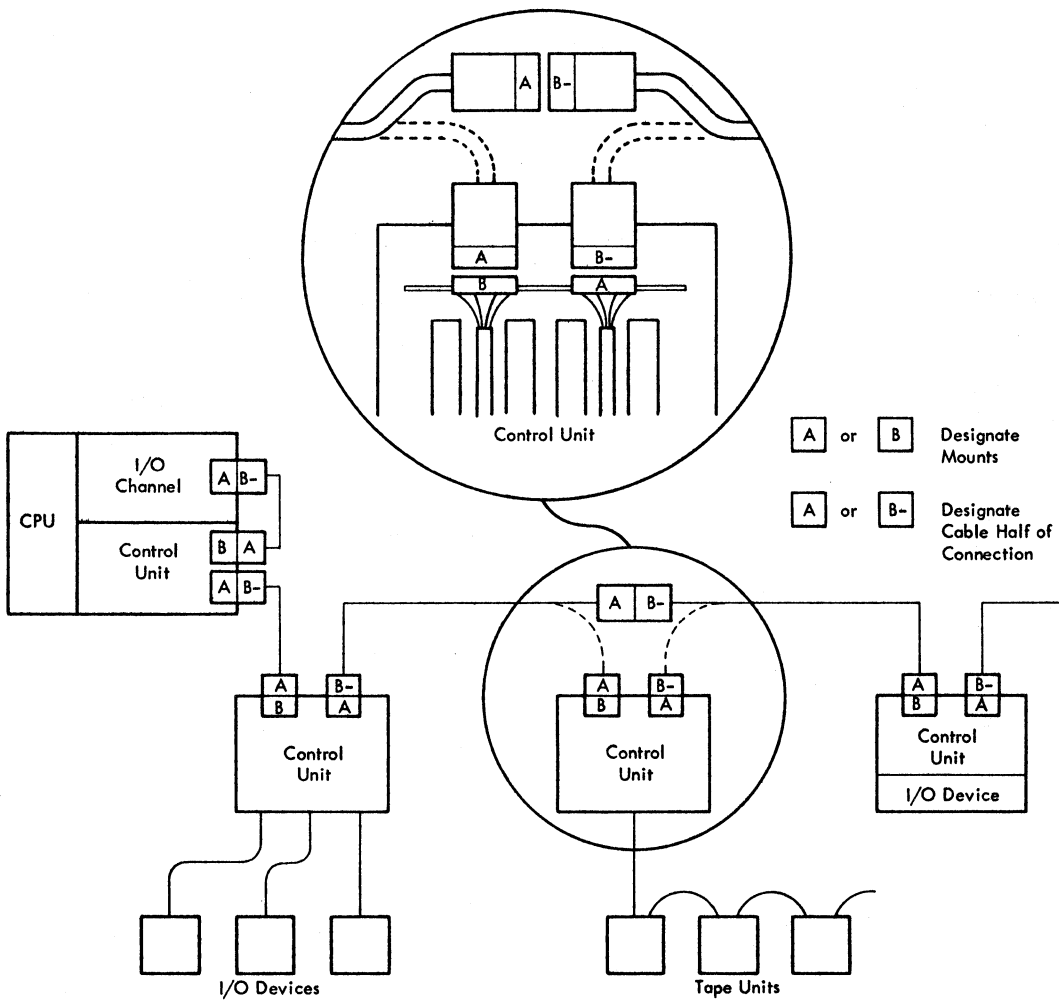 A B-
A B-
B A
Control Unit
A or B Designate
Mounts
A or B- Designate
Cable Half of
Connection
CPU
I/O
Channel
A B-
Control
Unit
B A
A B-
A B-
A B-
B A
Control
Unit
A B-
B A
Control
Unit
A B-
B A
Control
Unit
I/O Device
I/O Devices
Tape Units